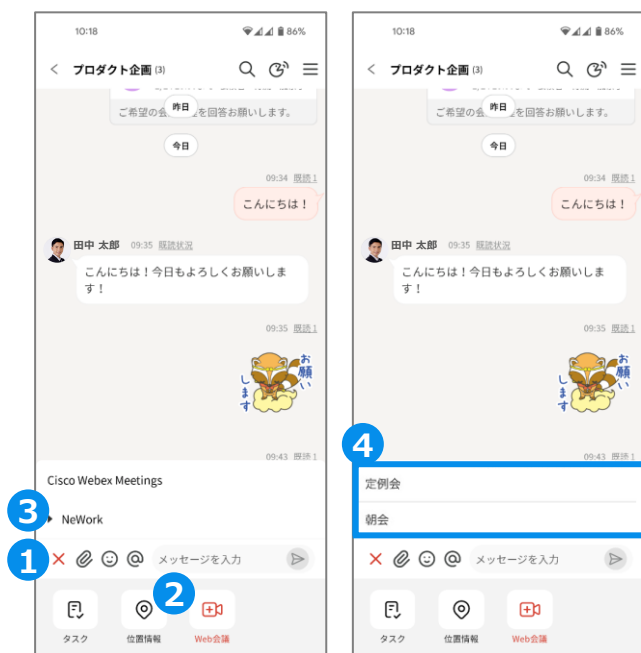 10:18
86%
プロダクト企画 (3)
昨日
ご希望の会
を回答お願いします。
今日
09:34 既読 1
こんにちは！
田中 太郎 09:35 既読状況
こんにちは！今日もよろしくお願いしま
す！
09:35 既読 1
お願い
します
09:43 既読 1
Cisco Webex Meetings
3
NeWork
1
@
メッセージを入力
2
タスク
位置情報
Web会議
10:18
86%
プロダクト企画 (3)
昨日
ご希望の会
を回答お願いします。
今日
09:34 既読 1
こんにちは！
田中 太郎 09:35 既読状況
こんにちは！今日もよろしくお願いしま
す！
09:35 既読 1
お願い
します
4
09:43 既読 1
定例会
朝会
@
メッセージを入力
タスク
位置情報
Web会議